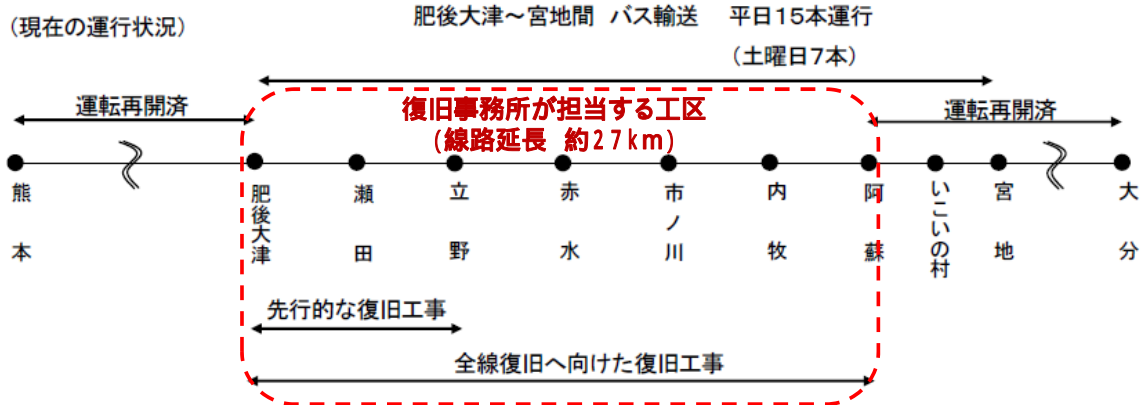 (現在の運行状況)
肥後大津~宮地間 バス輸送 平日15本運行
(土曜日7本)
運転再開済
復旧事務所が担当する工区
(線路延長 約27km)
運転再開済
熊本
肥後大津
瀬田
立野
赤水
市ノ川
内牧
阿蘇
いこいの村
宮地
大分
先行的な復旧工事
全線復旧へ向けた復旧工事